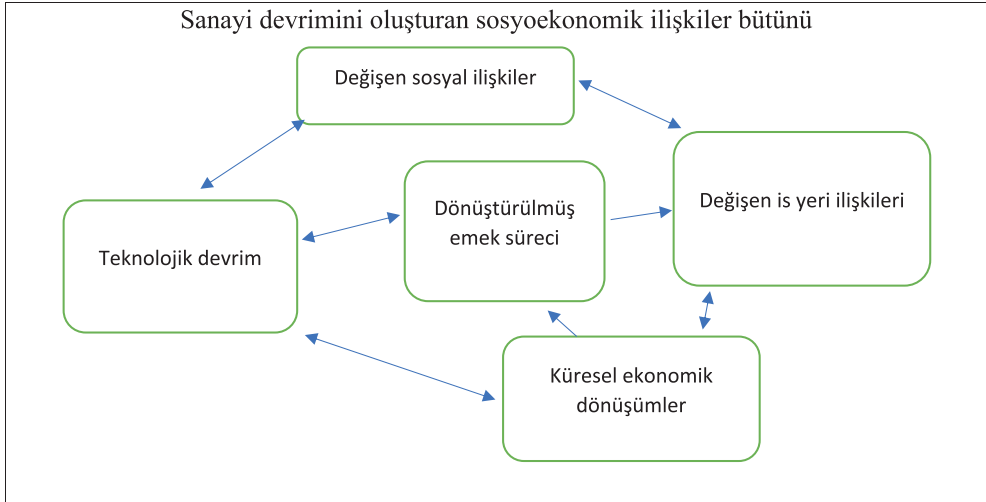 Sanayi devrimini oluşturan sosyoekonomik ilişkiler bütünü
Değişen sosyal ilişkiler
Dönüştürülmüş
emek süreci
Değişen is yeri ilişkileri
Teknolojik devrim
Küresel ekonomik
dönüşümler